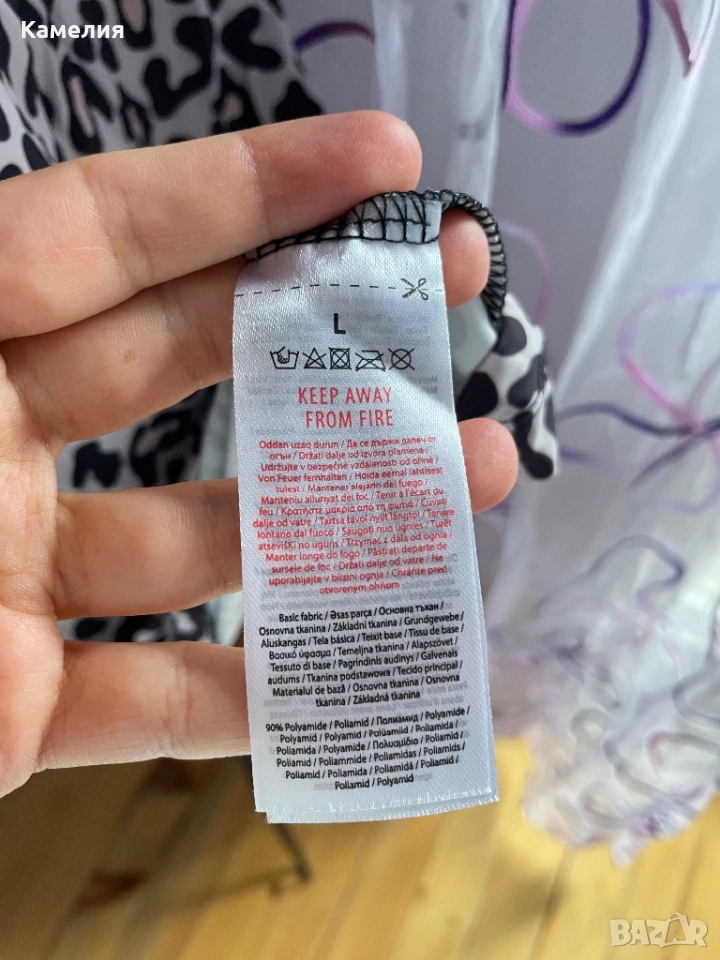 Камелия
L
KEEP AWAY
FROM FIRE
Oddan uzaq durun / Да се държи далеч от
огън / Držati dalje od izvora plamena /
Udržujte v bezpečné vzdálenosti od ohně /
Von Feuer fernhalten / Hoida eemal lahtisest
tulest / Mantener alejado del fuego /
Manteniu allunyat del foc / Tenir à l'écart du
feu / Κρατήστε μακριά από τη φωτιά / Čuvati
dalje od vatre / Tartsa távol nyílt lángtól / Tenere
lontano dal fuoco / Saugoti nuo ugnies / Turēt
atsevišķi no uguns / Trzymać z dala od ognia /
Manter longe do fogo / Păstrați departe de
sursele de foc / Držati dalje od vatre / Ne
uporabljajte v bližini ognja / Chráňte pred
otvoreným ohňom
Basic fabric / Əsas parça / Основна тъкан /
Osnovna tkanina / Základní tkanina / Grundgewebe /
Aluskangas / Tela básica / Teixit base / Tissu de base /
Βασικό ύφασμα / Temeljna tkanina / Alapszövet /
Tessuto di base / Pagrindinis audinys / Galvenais
audums / Tkanina podstawowa / Tecido principal /
Materialul de bază / Osnovna tkanina / Osnovna
tkanina / Základná tkanina
90% Polyamide / Poliamid / Полиамид / Polyamide /
Polyamid / Polyamid / Polüamiid / Poliamida /
Poliamida / Polyamide / Πολυαμίδιο / Poliamid /
Poliamid / Poliammide / Poliamidas / Poliamīds /
Poliamid / Poliamida / Poliamidă / Poliamid /
Poliamid / Polyamid
BAZAR